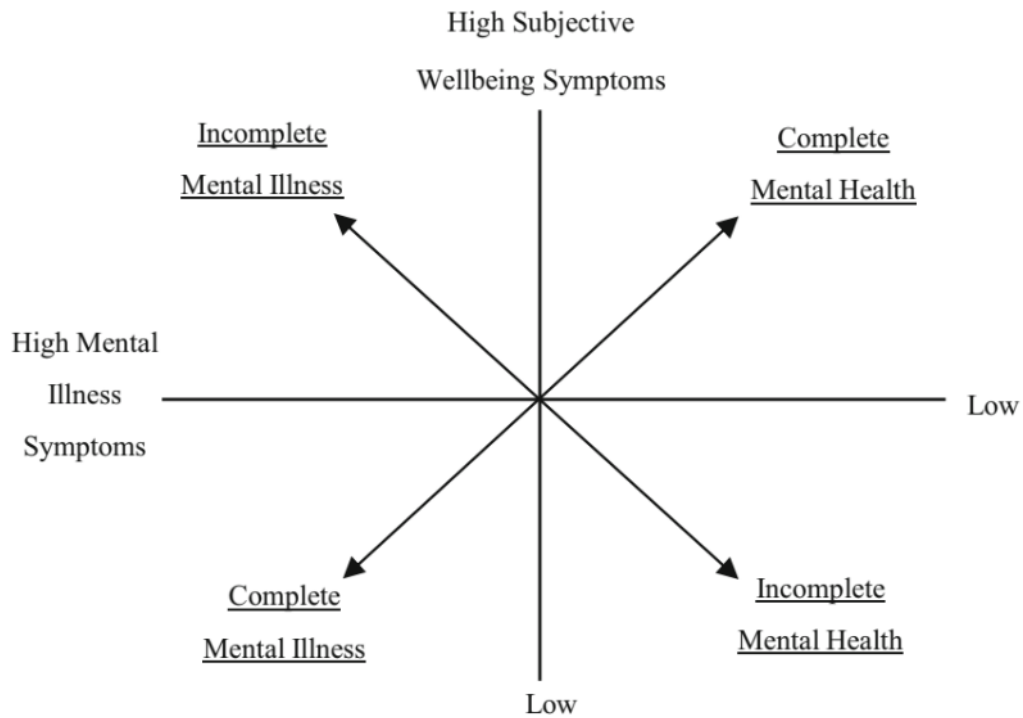 High Subjective
Wellbeing Symptoms
Incomplete
Mental Illness
Complete
Mental Health
High Mental
Illness
Symptoms
Low
Complete
Mental Illness
Incomplete
Mental Health
Low